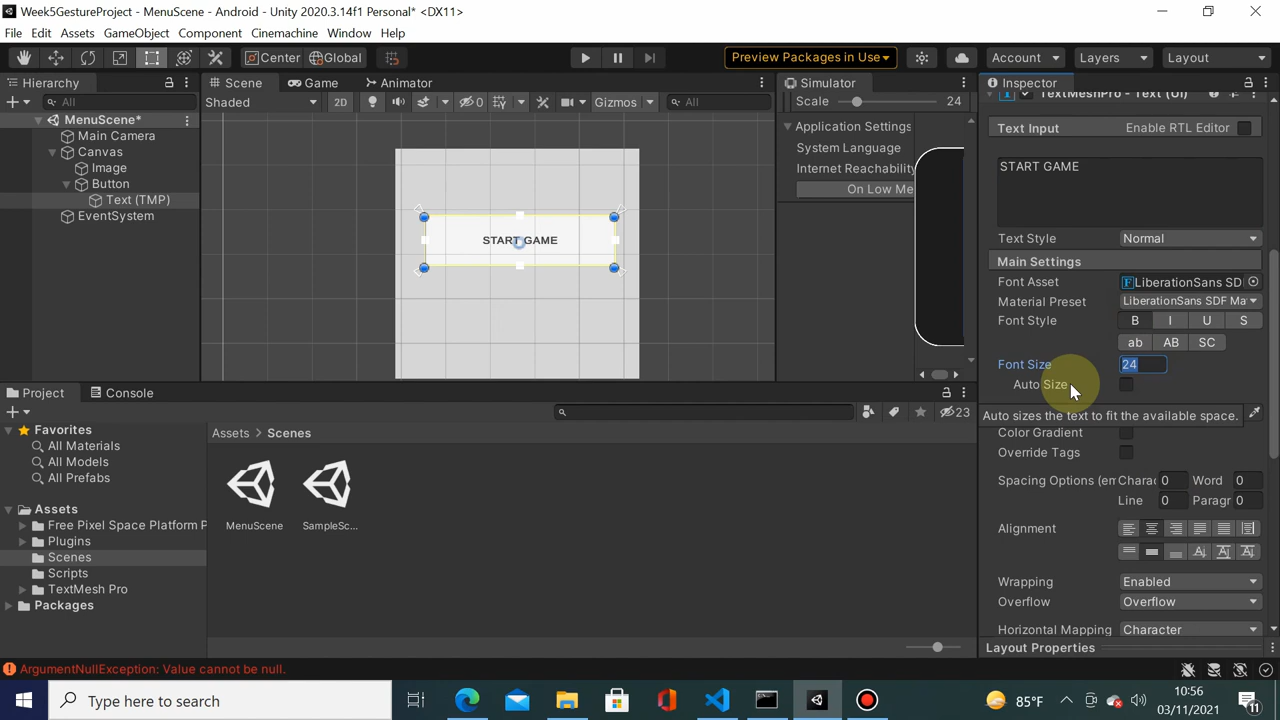 Week5GestureProject - MenuScene - Android - Unity 2020.3.14f1 Personal* <DX11>
File Edit Assets GameObject Component Cinemachine Window Help
Center Global Preview Packages in Use Account Layers Layout
Hierarchy
All
MenuScene*
Main Camera
Canvas
Image
Button
Text (TMP)
EventSystem
Scene Game Animator
Shaded 2D 0 Gizmos All
START GAME
Simulator
Scale 24
Application Settings
System Language
Internet Reachability
On Low Me
Inspector
TextMeshPro - Text (UI)
Text Input Enable RTL Editor
START GAME
Text Style Normal
Main Settings
Font Asset F LiberationSans SD
Material Preset LiberationSans SDF Ma
Font Style B I U S
ab AB SC
Font Size 24
Auto Size
Auto sizes the text to fit the available space.
Color Gradient
Override Tags
Spacing Options (em Charac 0 Word 0
Line 0 Paragr 0
Alignment
Wrapping Enabled
Overflow Overflow
Horizontal Mapping Character
Layout Properties
Project Console
23
Favorites
All Materials
All Models
All Prefabs
Assets
Free Pixel Space Platform P
Plugins
Scenes
Scripts
TextMesh Pro
Packages
Assets > Scenes
MenuScene SampleSc...
ArgumentNullException: Value cannot be null.
Type here to search
85°F
10:56
03/11/2021
11